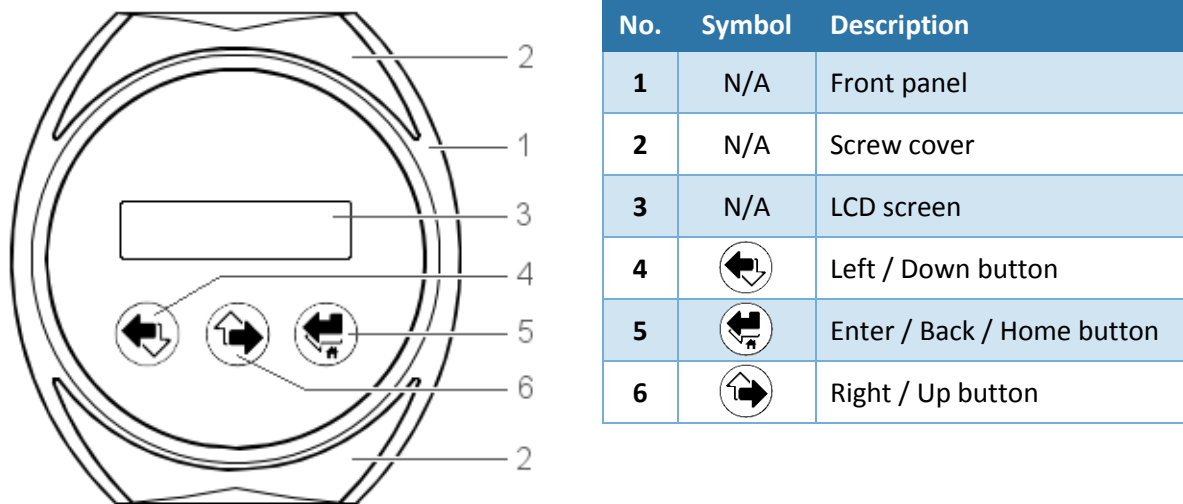 2
1
3
4
5
6
2
No. Symbol Description
1 N/A Front panel
2 N/A Screw cover
3 N/A LCD screen
4 Left / Down button
5 Enter / Back / Home button
6 Right / Up button